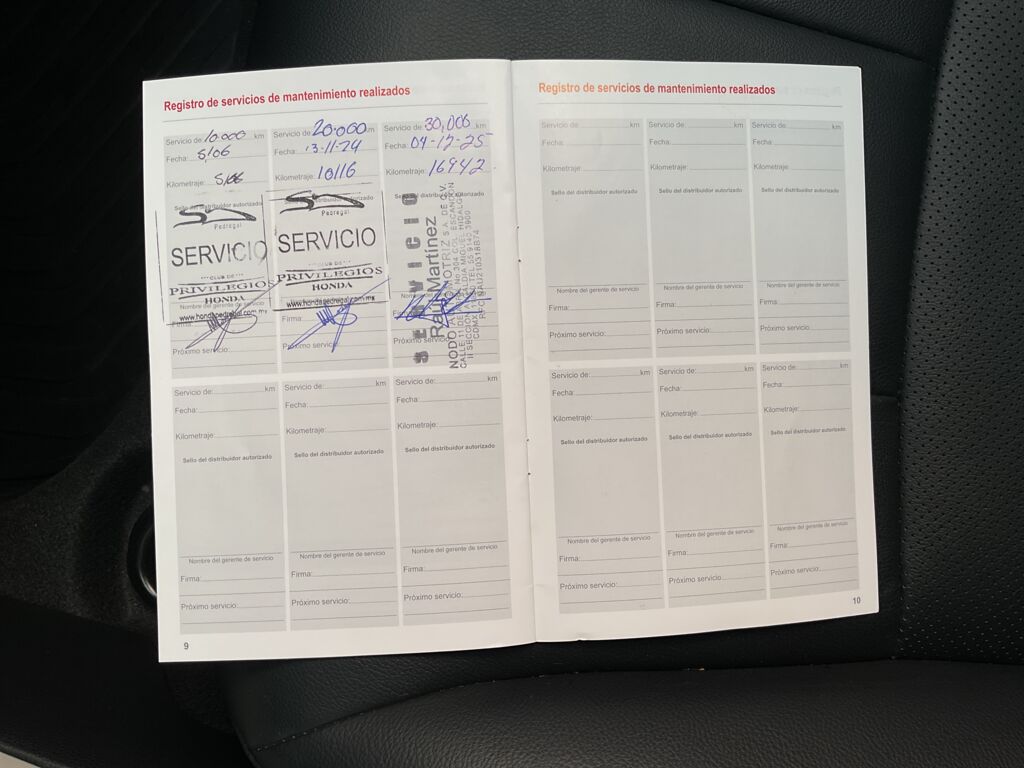 Registro de servicios de mantenimiento realizados
Servicio de: 10.000 km
Fecha: 5/06
Kilometraje:
Sello del distribuidor autorizado
Pedregal
SERVICIO
CLUB DE
PRIVILEGIOS
HONDA
Nombre del gerente de servicio
www.hondapedregal.com.mx
Firma:
Próximo servicio:
Servicio de: 20.000 km
Fecha: 13-11-24
Kilometraje: 10116
Sello del distribuidor autorizado
Pedregal
SERVICIO
CLUB DE
PRIVILEGIOS
HONDA
www.hondapedregal.com.mx
Firma:
Próximo servicio:
Servicio de: 30,000 km
Fecha: 04-12-25
Kilometraje: 16942
Sello del distribuidor autorizado
SERVICIO
Martínez
Firma:
Próximo servicio:
Servicio de: km
Fecha:
Kilometraje:
Sello del distribuidor autorizado
Nombre del gerente de servicio
Firma:
Próximo servicio:
Servicio de: km
Fecha:
Kilometraje:
Sello del distribuidor autorizado
Nombre del gerente de servicio
Firma:
Próximo servicio:
Servicio de: km
Fecha:
Kilometraje:
Sello del distribuidor autorizado
Nombre del gerente de servicio
Firma:
Próximo servicio:
9
Registro de servicios de mantenimiento realizados
Servicio de: km
Fecha:
Kilometraje:
Sello del distribuidor autorizado
Nombre del gerente de servicio
Firma:
Próximo servicio:
Servicio de: km
Fecha:
Kilometraje:
Sello del distribuidor autorizado
Nombre del gerente de servicio
Firma:
Próximo servicio:
Servicio de: km
Fecha:
Kilometraje:
Sello del distribuidor autorizado
Nombre del gerente de servicio
Firma:
Próximo servicio:
Servicio de: km
Fecha:
Kilometraje:
Sello del distribuidor autorizado
Nombre del gerente de servicio
Firma:
Próximo servicio:
Servicio de: km
Fecha:
Kilometraje:
Sello del distribuidor autorizado
Nombre del gerente de servicio
Firma:
Próximo servicio:
Servicio de: km
Fecha:
Kilometraje:
Sello del distribuidor autorizado
Nombre del gerente de servicio
Firma:
Próximo servicio:
10